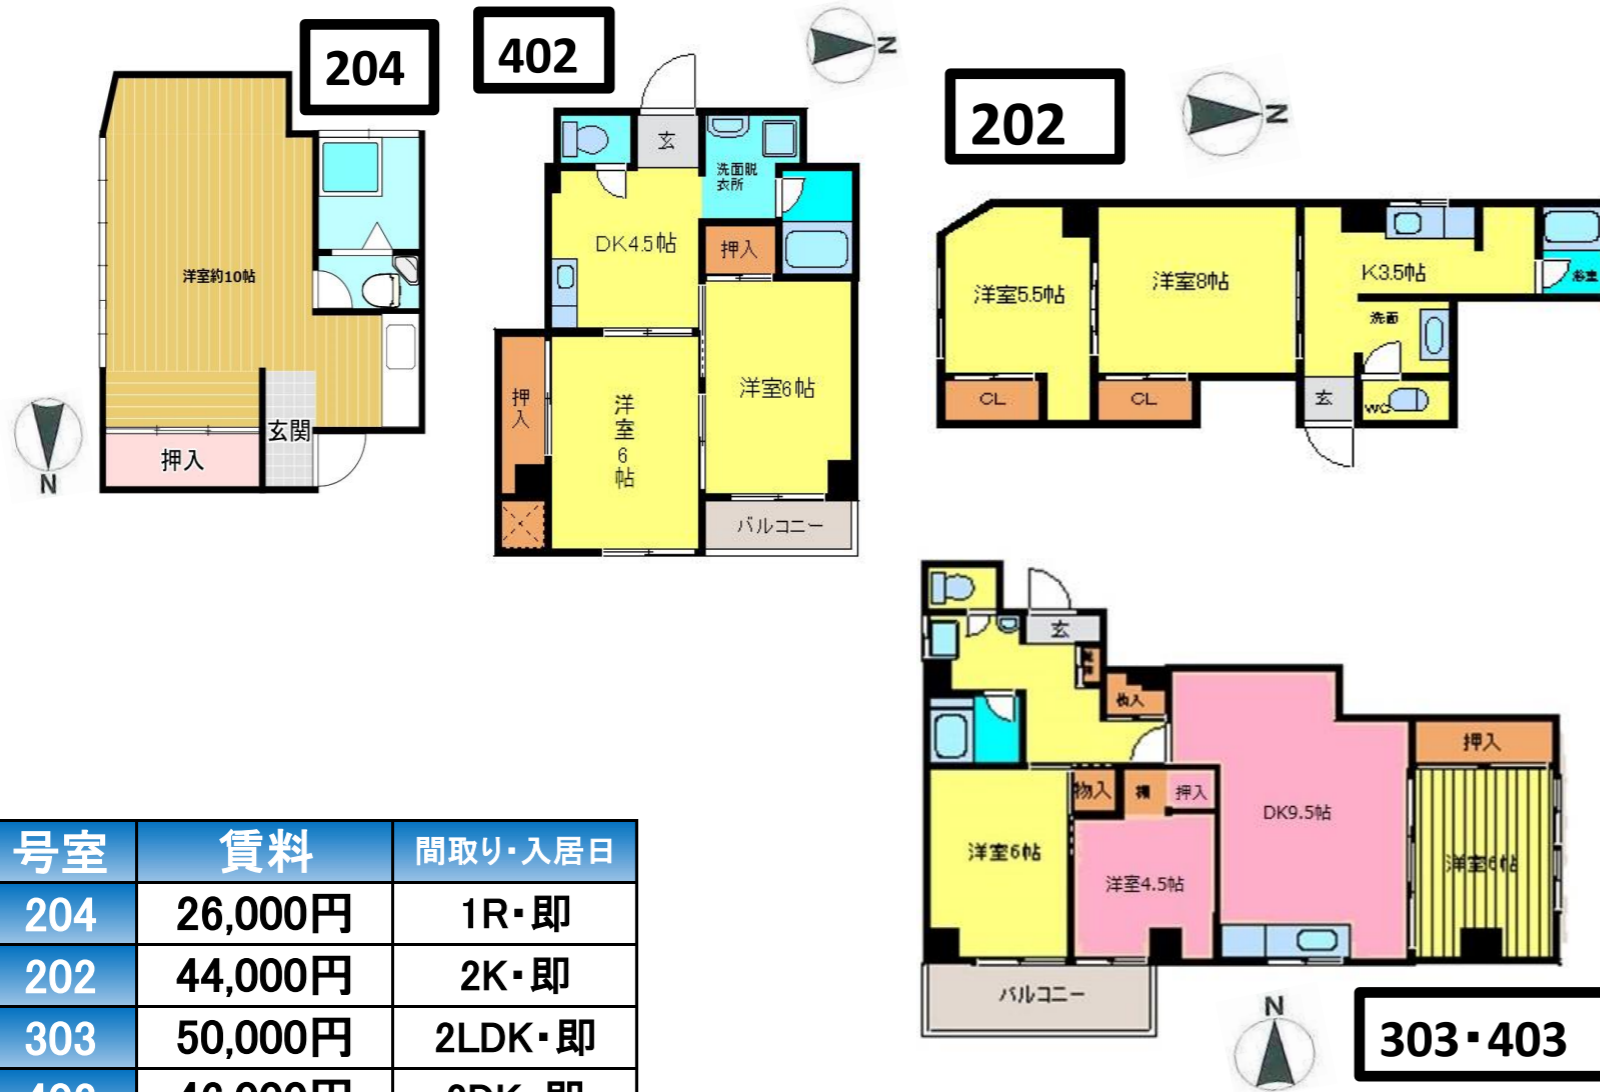 204
洋室約10帖
玄関
押入
N
402
N
玄
洗面脱
衣所
DK4.5帖
押入
洋室6帖
押入
洋室6帖
バルコニー
202
N
洋室5.5帖
洋室8帖
K3.5帖
浴室
洗面
CL
CL
玄
WC
玄
物入
押入
物入
棚
押入
DK9.5帖
洋室6帖
洋室4.5帖
洋室6帖
バルコニー
N
303・403
号室 賃料 間取り・入居日
204 26,000円 1R・即
202 44,000円 2K・即
303 50,000円 2LDK・即